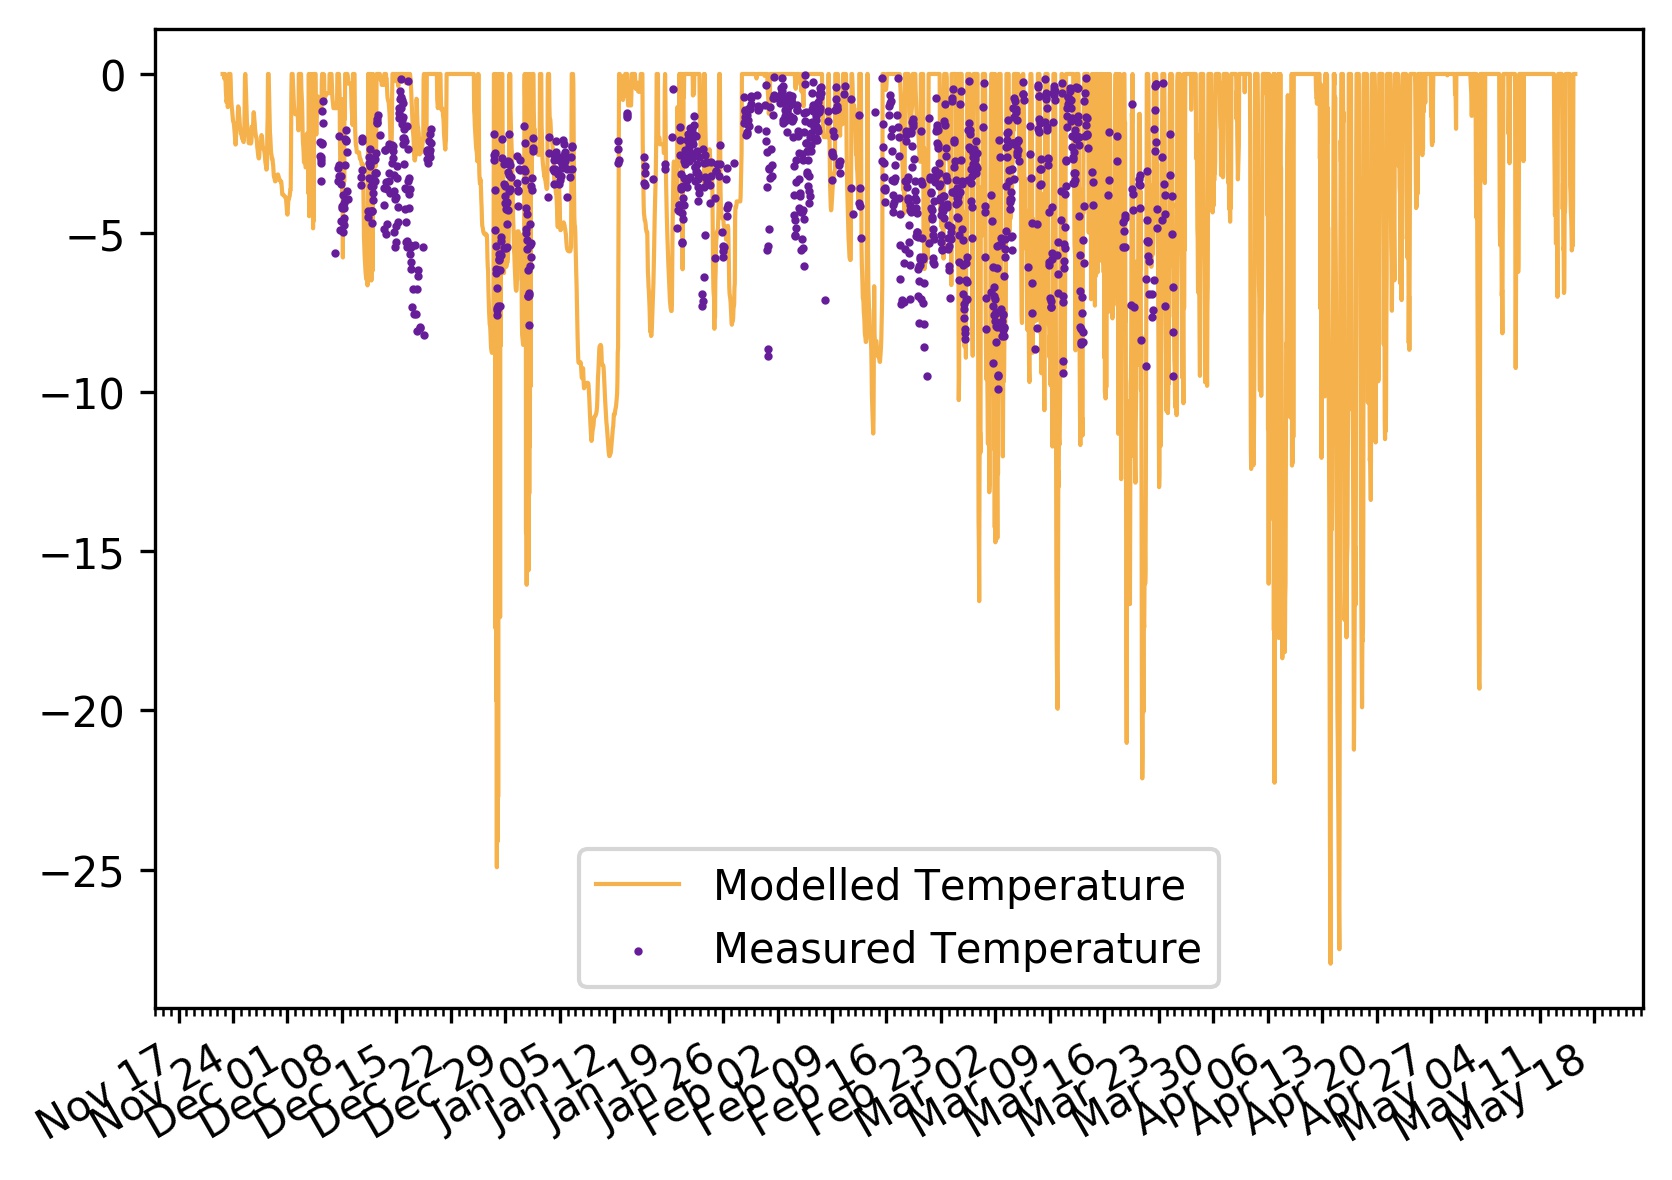 0
−5
−10
−15
−20
−25
Modelled Temperature
Measured Temperature
Nov 17
Nov 24
Dec 01
Dec 08
Dec 15
Dec 22
Dec 29
Jan 05
Jan 12
Jan 19
Jan 26
Feb 02
Feb 09
Feb 16
Feb 23
Mar 02
Mar 09
Mar 16
Mar 23
Mar 30
Apr 06
Apr 13
Apr 20
Apr 27
May 04
May 11
May 18